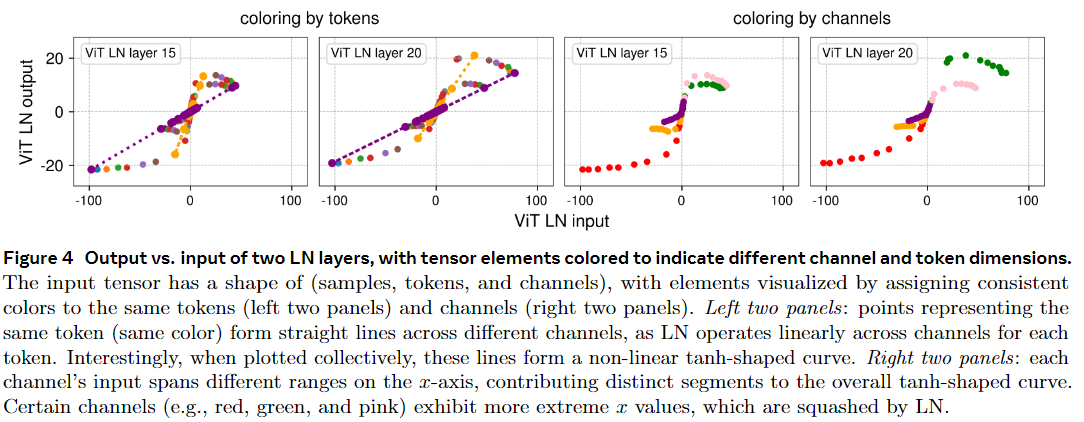 coloring by tokens
coloring by channels
ViT LN layer 15
ViT LN layer 20
ViT LN layer 15
ViT LN layer 20
ViT LN output
20
0
-20
-100 0 100
-100 0 100
-100 0 100
-100 0 100
ViT LN input
Figure 4 Output vs. input of two LN layers, with tensor elements colored to indicate different channel and token dimensions.
The input tensor has a shape of (samples, tokens, and channels), with elements visualized by assigning consistent
colors to the same tokens (left two panels) and channels (right two panels). Left two panels: points representing the
same token (same color) form straight lines across different channels, as LN operates linearly across channels for each
token. Interestingly, when plotted collectively, these lines form a non-linear tanh-shaped curve. Right two panels: each
channel's input spans different ranges on the x-axis, contributing distinct segments to the overall tanh-shaped curve.
Certain channels (e.g., red, green, and pink) exhibit more extreme x values, which are squashed by LN.